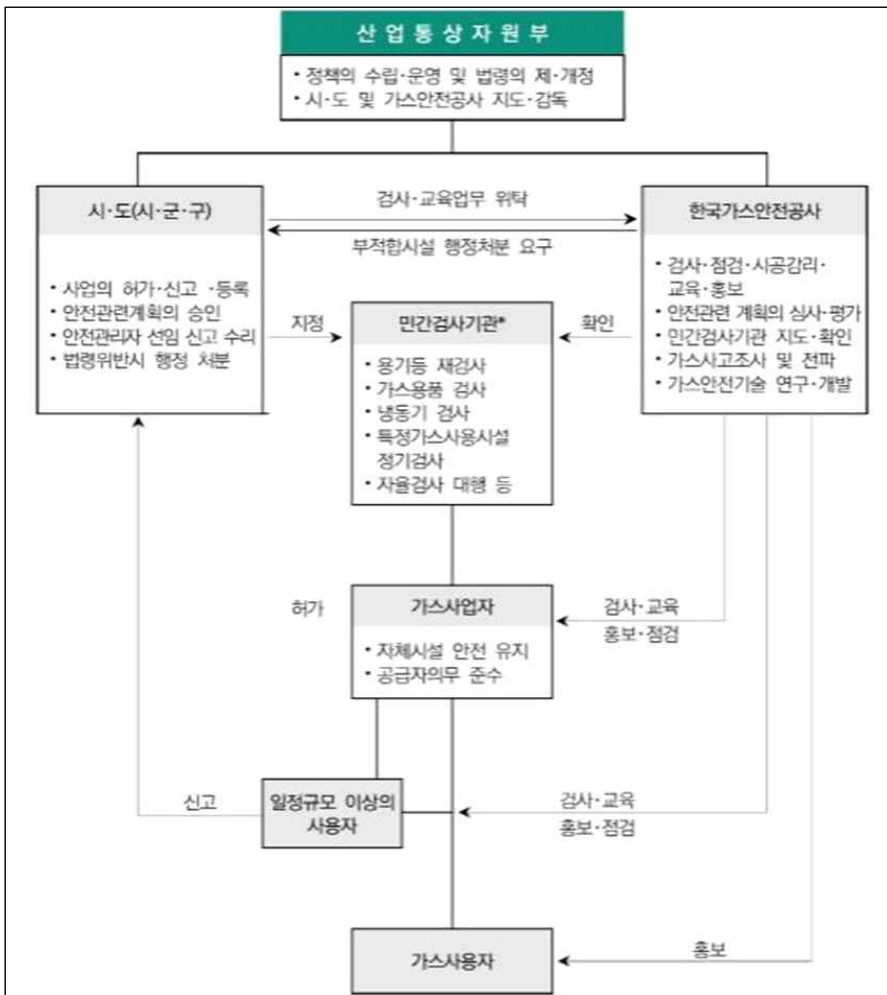 산업통상자원부
• 정책의 수립·운영 및 법령의 제·개정
• 시·도 및 가스안전공사 지도·감독
시·도(시·군·구)
• 사업의 허가·신고 ·등록
• 안전관련계획의 승인
• 안전관리자 선임 신고 수리
• 법령위반시 행정 처분
검사·교육업무 위탁
부적합시설 행정처분 요구
한국가스안전공사
• 검사·점검·시공감리·
교육·홍보
• 안전관련 계획의 심사·평가
• 민간검사기관 지도·확인
• 가스사고조사 및 전파
• 가스안전기술 연구·개발
지정
민간검사기관*
확인
• 용기등 재검사
• 가스용품 검사
• 냉동기 검사
• 특정가스사용시설
정기검사
• 자율검사 대행 등
허가
가스사업자
• 자체시설 안전 유지
• 공급자의무 준수
검사·교육
홍보·점검
신고
일정규모 이상의
사용자
검사·교육
홍보·점검
가스사용자
홍보